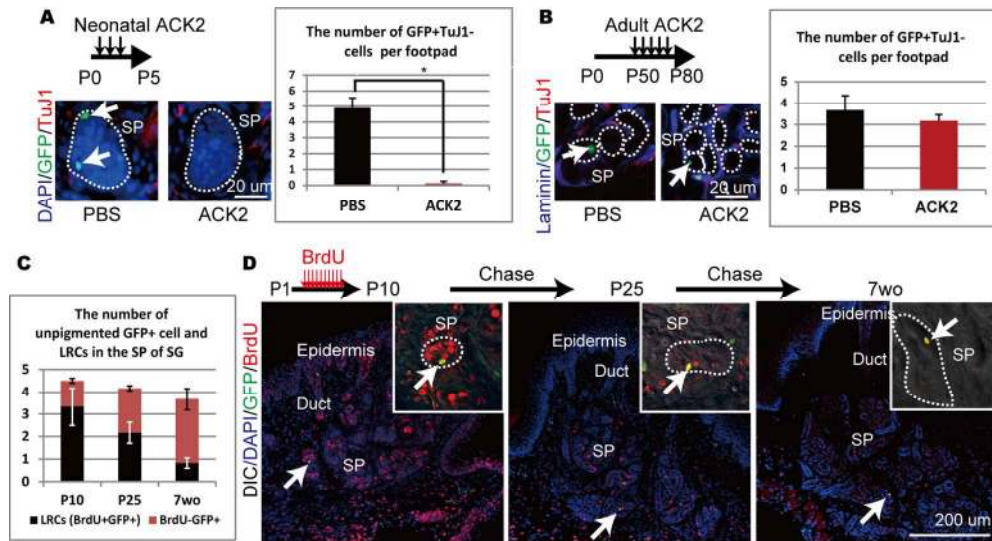 A
Neonatal ACK2
P0
P5
DAPI/GFP/TuJ1
SP
SP
20 um
PBS
ACK2
The number of GFP+TuJ1-
cells per footpad
7
6
5
4
3
2
1
0
*
PBS
ACK2
B
Adult ACK2
P0
P50
P80
Laminin/GFP/TuJ1
SP
SP
20 um
PBS
ACK2
The number of GFP+TuJ1-
cells per footpad
5
4
3
2
1
0
PBS
ACK2
C
The number of
unpigmented GFP+ cell and
LRCs in the SP of SG
5
4
3
2
1
0
P10
P25
7wo
LRCs (BrdU+GFP+)
BrdU-GFP+
D
BrdU
P1
P10
Chase
P25
Chase
7wo
DIC/DAPI/GFP/BrdU
Epidermis
Duct
SP
SP
Epidermis
Duct
SP
SP
Epidermis
Duct
SP
SP
200 um